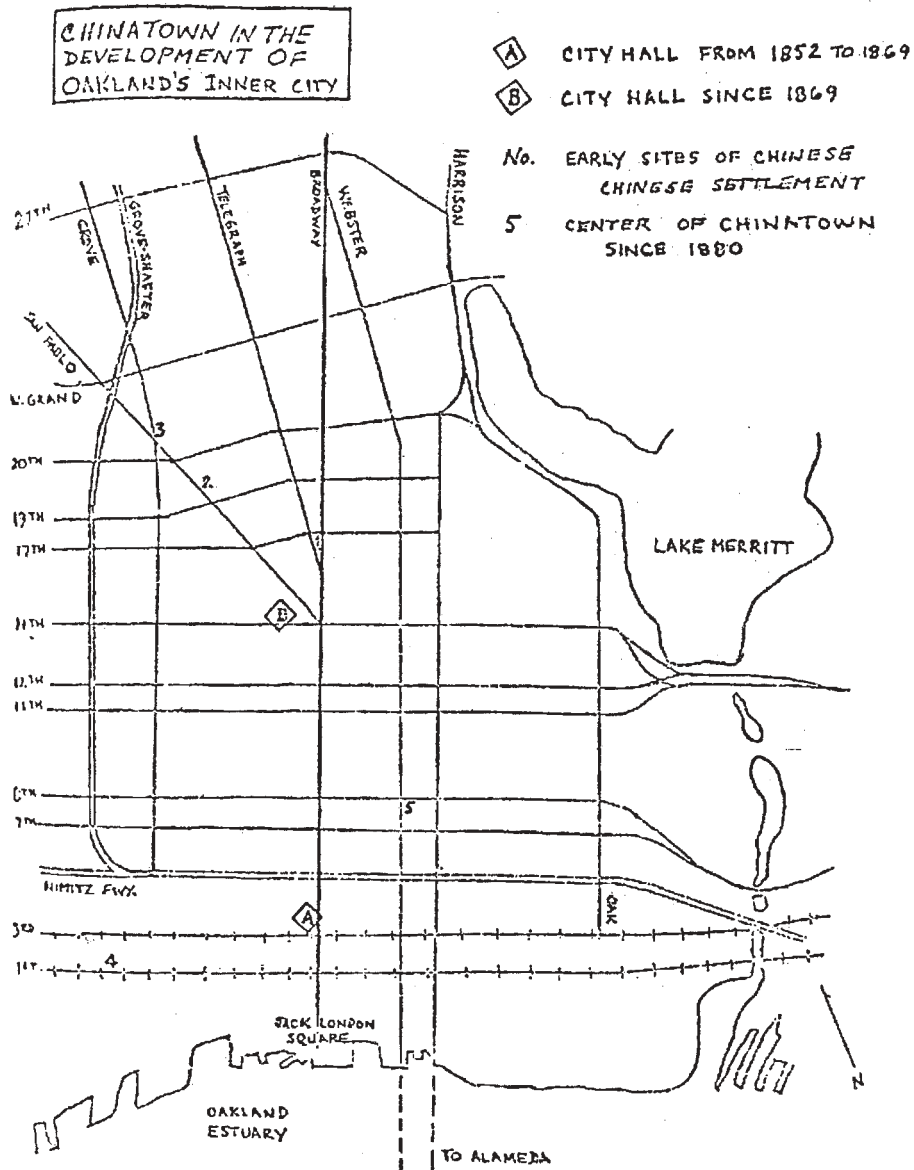 CHINATOWN IN THE
DEVELOPMENT OF
OAKLAND'S INNER CITY
A CITY HALL FROM 1852 TO 1869
B CITY HALL SINCE 1869
No. EARLY SITES OF CHINESE
CHINESE SETTLEMENT
5 CENTER OF CHINATOWN
SINCE 1880
27TH
GROVE
GROVE-SHAFTER
TELEGRAPH
BROADWAY
WEBSTER
HARRISON
SAN PABLO
W. GRAND
3
20TH
2
19TH
17TH
LAKE MERRITT
B
14TH
12TH
11TH
8TH
5
7TH
NIMITZ FWY.
OAK
A
3RD
4
1ST.
JACK LONDON
SQUARE
N
OAKLAND
ESTUARY
TO ALAMEDA